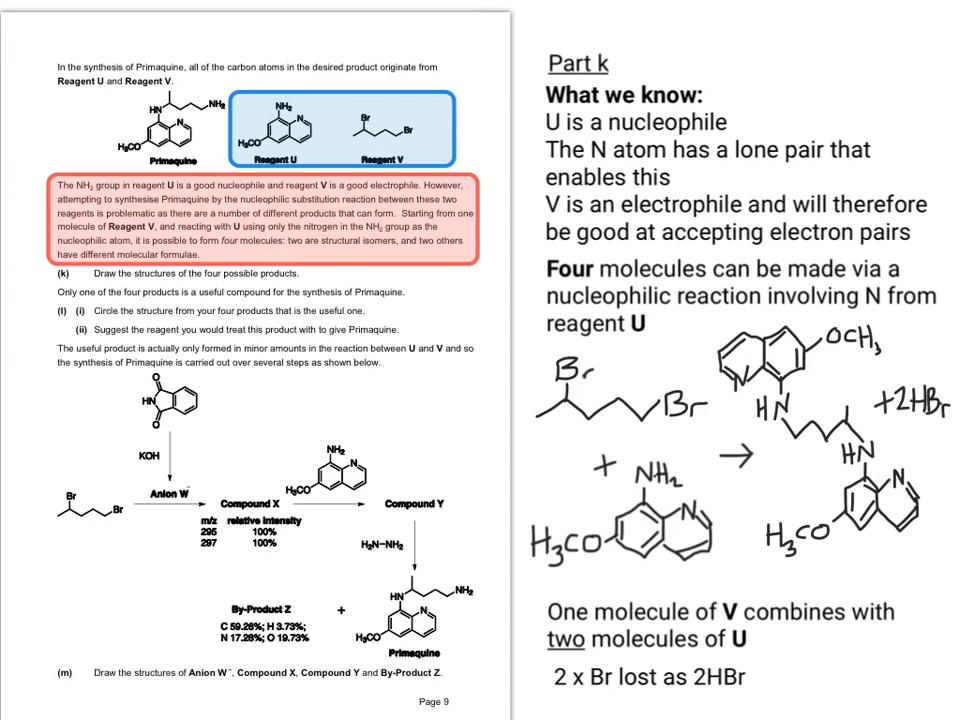 In the synthesis of Primaquine, all of the carbon atoms in the desired product originate from
Reagent U and Reagent V.
HN
NH₂
N
H₃CO
Primaquine
NH₂
N
H₃CO
Reagent U
Br
Br
Reagent V
The NH₂ group in reagent U is a good nucleophile and reagent V is a good electrophile. However,
attempting to synthesise Primaquine by the nucleophilic substitution reaction between these two
reagents is problematic as there are a number of different products that can form. Starting from one
molecule of Reagent V, and reacting with U using only the nitrogen in the NH₂ group as the
nucleophilic atom, it is possible to form four molecules: two are structural isomers, and two others
have different molecular formulae.
(k) Draw the structures of the four possible products.
Only one of the four products is a useful compound for the synthesis of Primaquine.
(l) (i) Circle the structure from your four products that is the useful one.
(ii) Suggest the reagent you would treat this product with to give Primaquine.
The useful product is actually only formed in minor amounts in the reaction between U and V and so
the synthesis of Primaquine is carried out over several steps as shown below.
O
HN
O
KOH
NH₂
N
H₃CO
Br
Br
Anion W⁻
Compound X
Compound Y
m/z relative intensity
295 100%
297 100%
H₂N–NH₂
By-Product Z
C 59.26%; H 3.73%;
N 17.28%; O 19.73%
+
HN
NH₂
N
H₃CO
Primaquine
(m) Draw the structures of Anion W⁻, Compound X, Compound Y and By-Product Z.
Page 9
Part k
What we know:
U is a nucleophile
The N atom has a lone pair that
enables this
V is an electrophile and will therefore
be good at accepting electron pairs
Four molecules can be made via a
nucleophilic reaction involving N from
reagent U
Br
Br
+
NH₂
N
H₃CO
→
OCH₃
N
HN
+2HBr
HN
N
H₃CO
One molecule of V combines with
two molecules of U
2 x Br lost as 2HBr